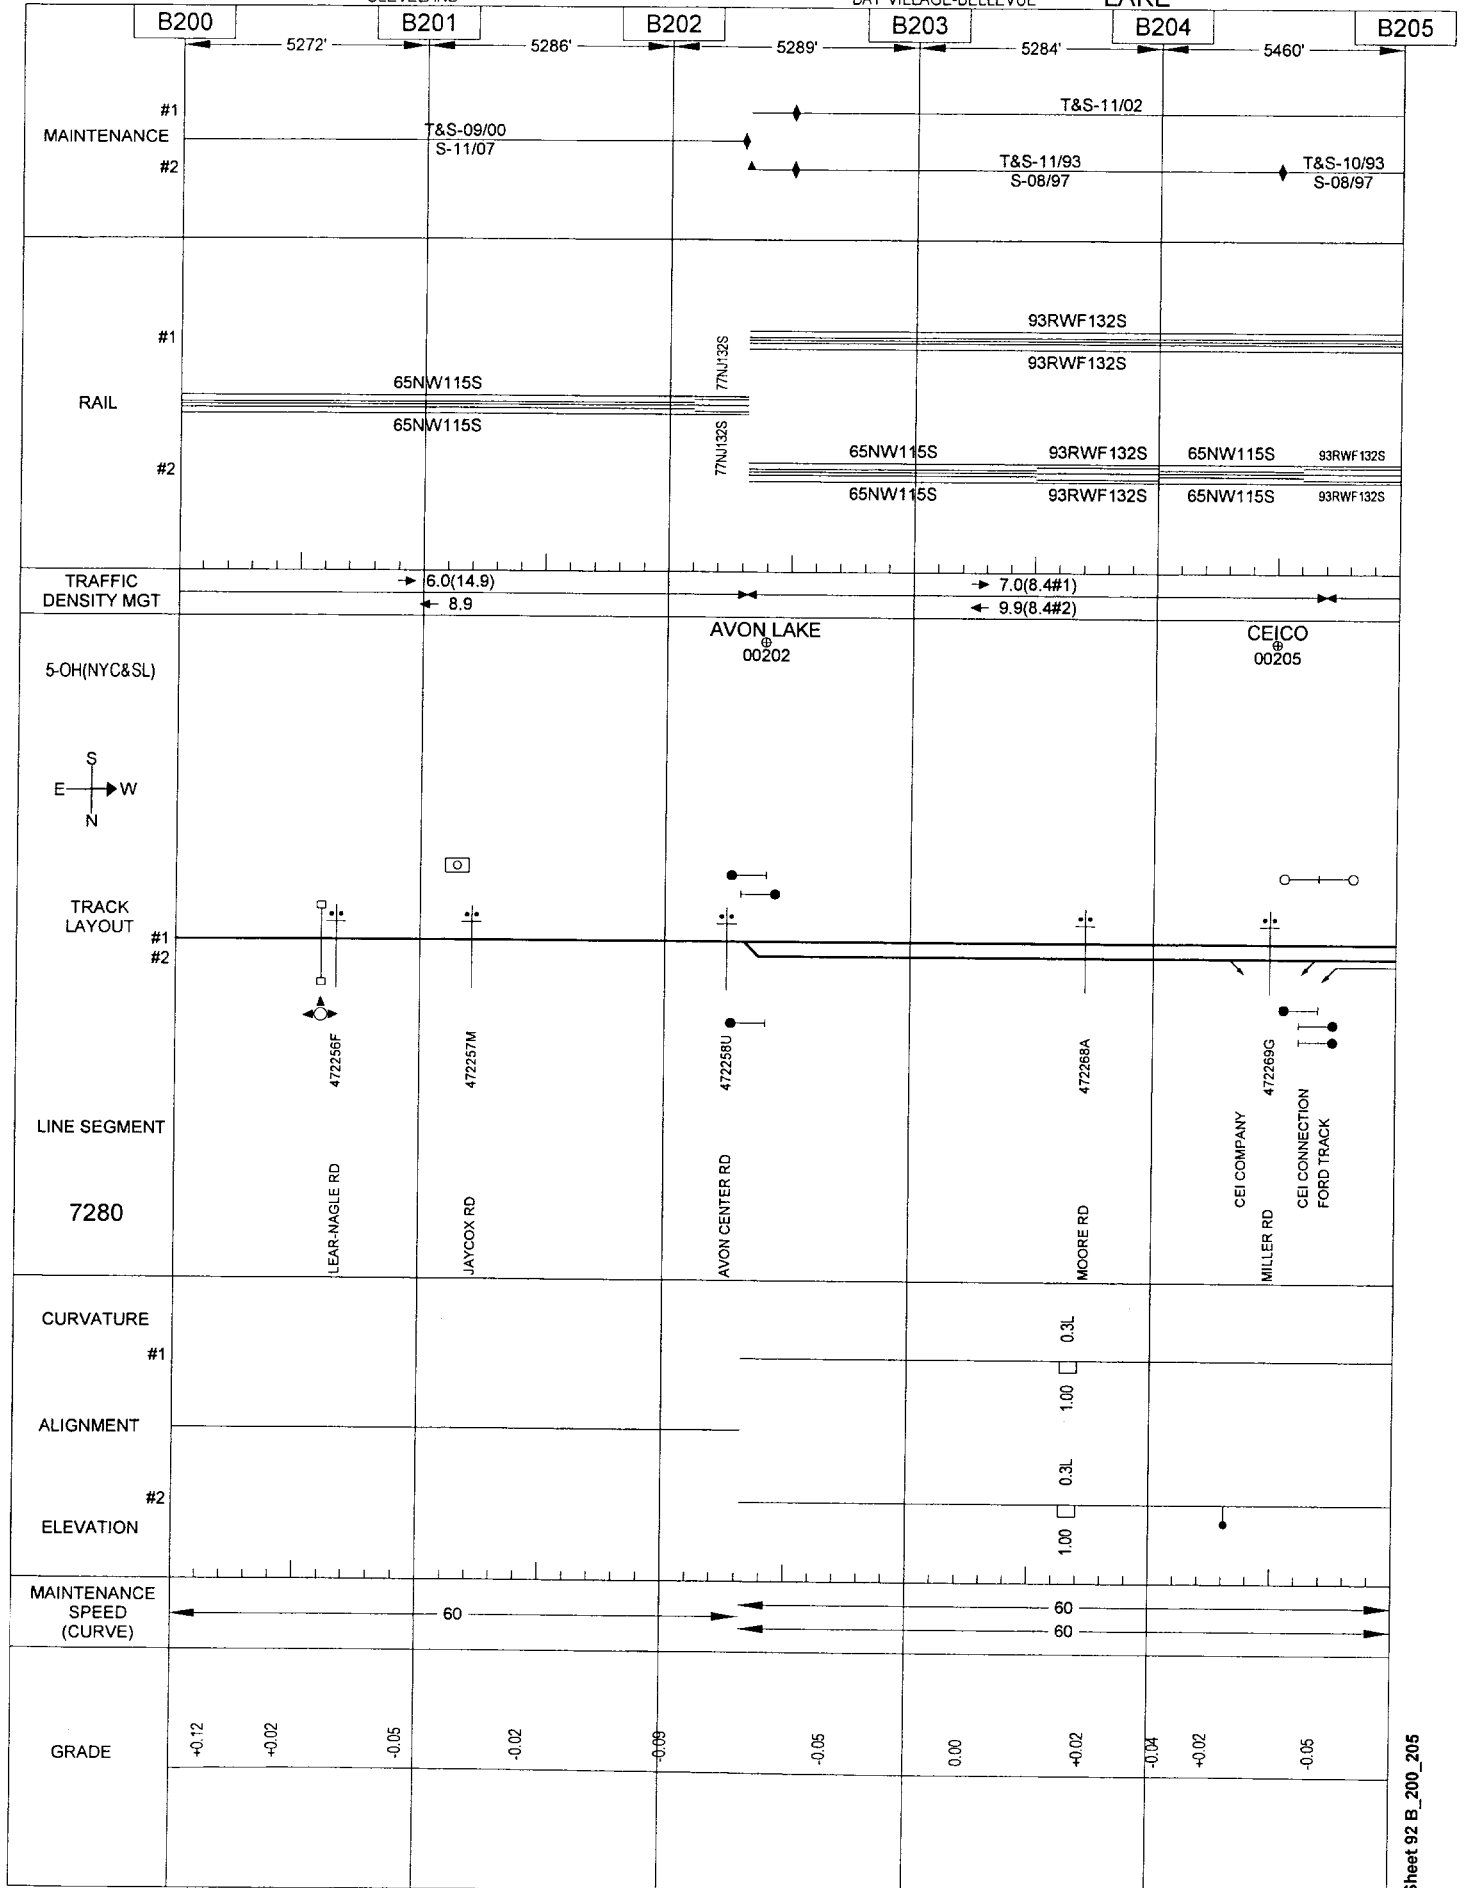 LAKE
B200 B201 B202 B203 B204 B205
5272' 5286' 5289' 5284' 5460'
#1 T&S-11/02
MAINTENANCE T&S-09/00
S-11/07
#2 T&S-11/93 T&S-10/93
S-08/97 S-08/97
93RWF132S
#1 77NJ132S
93RWF132S
65NW115S
RAIL
65NW115S
77NJ132S
65NW115S 93RWF132S 65NW115S 93RWF132S
#2
65NW115S 93RWF132S 65NW115S 93RWF132S
TRAFFIC 6.0(14.9) 7.0(8.4#1)
DENSITY MGT 8.9 9.9(8.4#2)
AVON LAKE CEICO
00202 00205
5-OH(NYC&SL)
S
E W
N
TRACK
LAYOUT
#1
#2
472256F 472257M 472258U 472268A 472269G
LINE SEGMENT
7280
LEAR-NAGLE RD
JAYCOX RD
AVON CENTER RD
MOORE RD
CEI COMPANY
MILLER RD
CEI CONNECTION
FORD TRACK
CURVATURE
0.3L
#1
1.00
ALIGNMENT
0.3L
#2
ELEVATION
1.00
MAINTENANCE
SPEED
(CURVE)
60 60
60
GRADE
+0.12 +0.02 -0.05 -0.02 -0.09 -0.05 0.00 +0.02 -0.04 +0.02 -0.05
Sheet 92 B_200_205